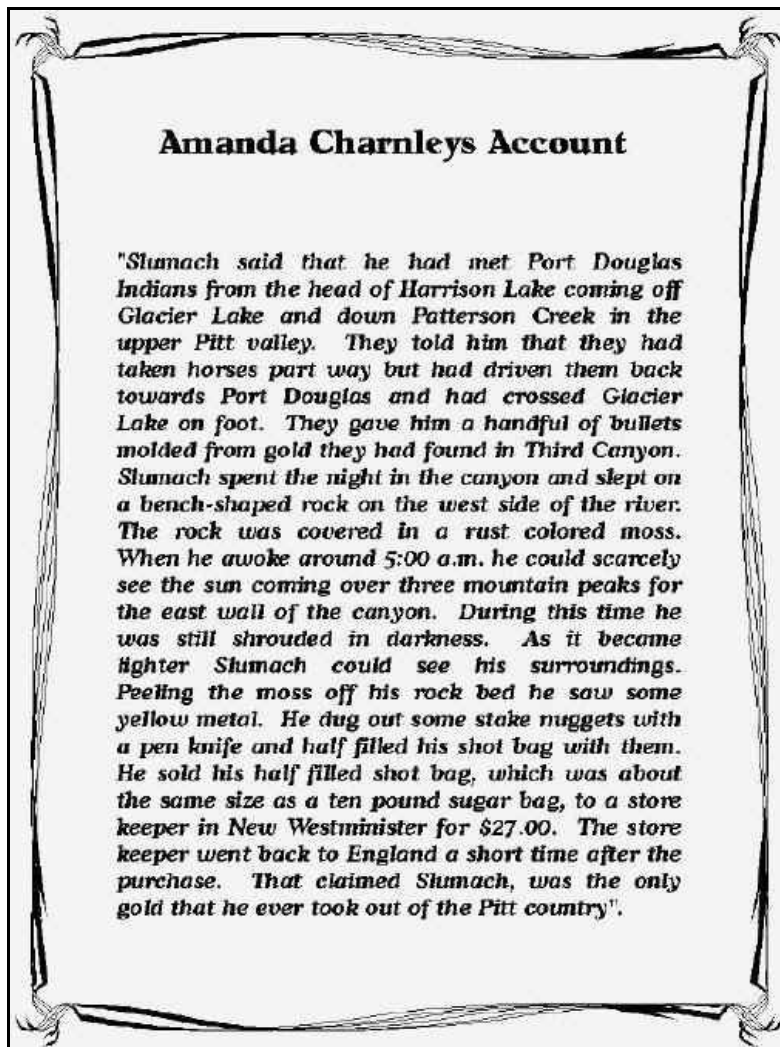 Amanda Charnleys Account
"Slumach said that he had met Port Douglas
Indians from the head of Harrison Lake coming off
Glacier Lake and down Patterson Creek in the
upper Pitt valley. They told him that they had
taken horses part way but had driven them back
towards Port Douglas and had crossed Glacier
Lake on foot. They gave him a handful of bullets
molded from gold they had found in Third Canyon.
Slumach spent the night in the canyon and slept on
a bench-shaped rock on the west side of the river.
The rock was covered in a rust colored moss.
When he awoke around 5:00 a.m. he could scarcely
see the sun coming over three mountain peaks for
the east wall of the canyon. During this time he
was still shrouded in darkness. As it became
lighter Slumach could see his surroundings.
Peeling the moss off his rock bed he saw some
yellow metal. He dug out some stake nuggets with
a pen knife and half filled his shot bag with them.
He sold his half filled shot bag, which was about
the same size as a ten pound sugar bag, to a store
keeper in New Westminister for $27.00. The store
keeper went back to England a short time after the
purchase. That claimed Slumach, was the only
gold that he ever took out of the Pitt country".